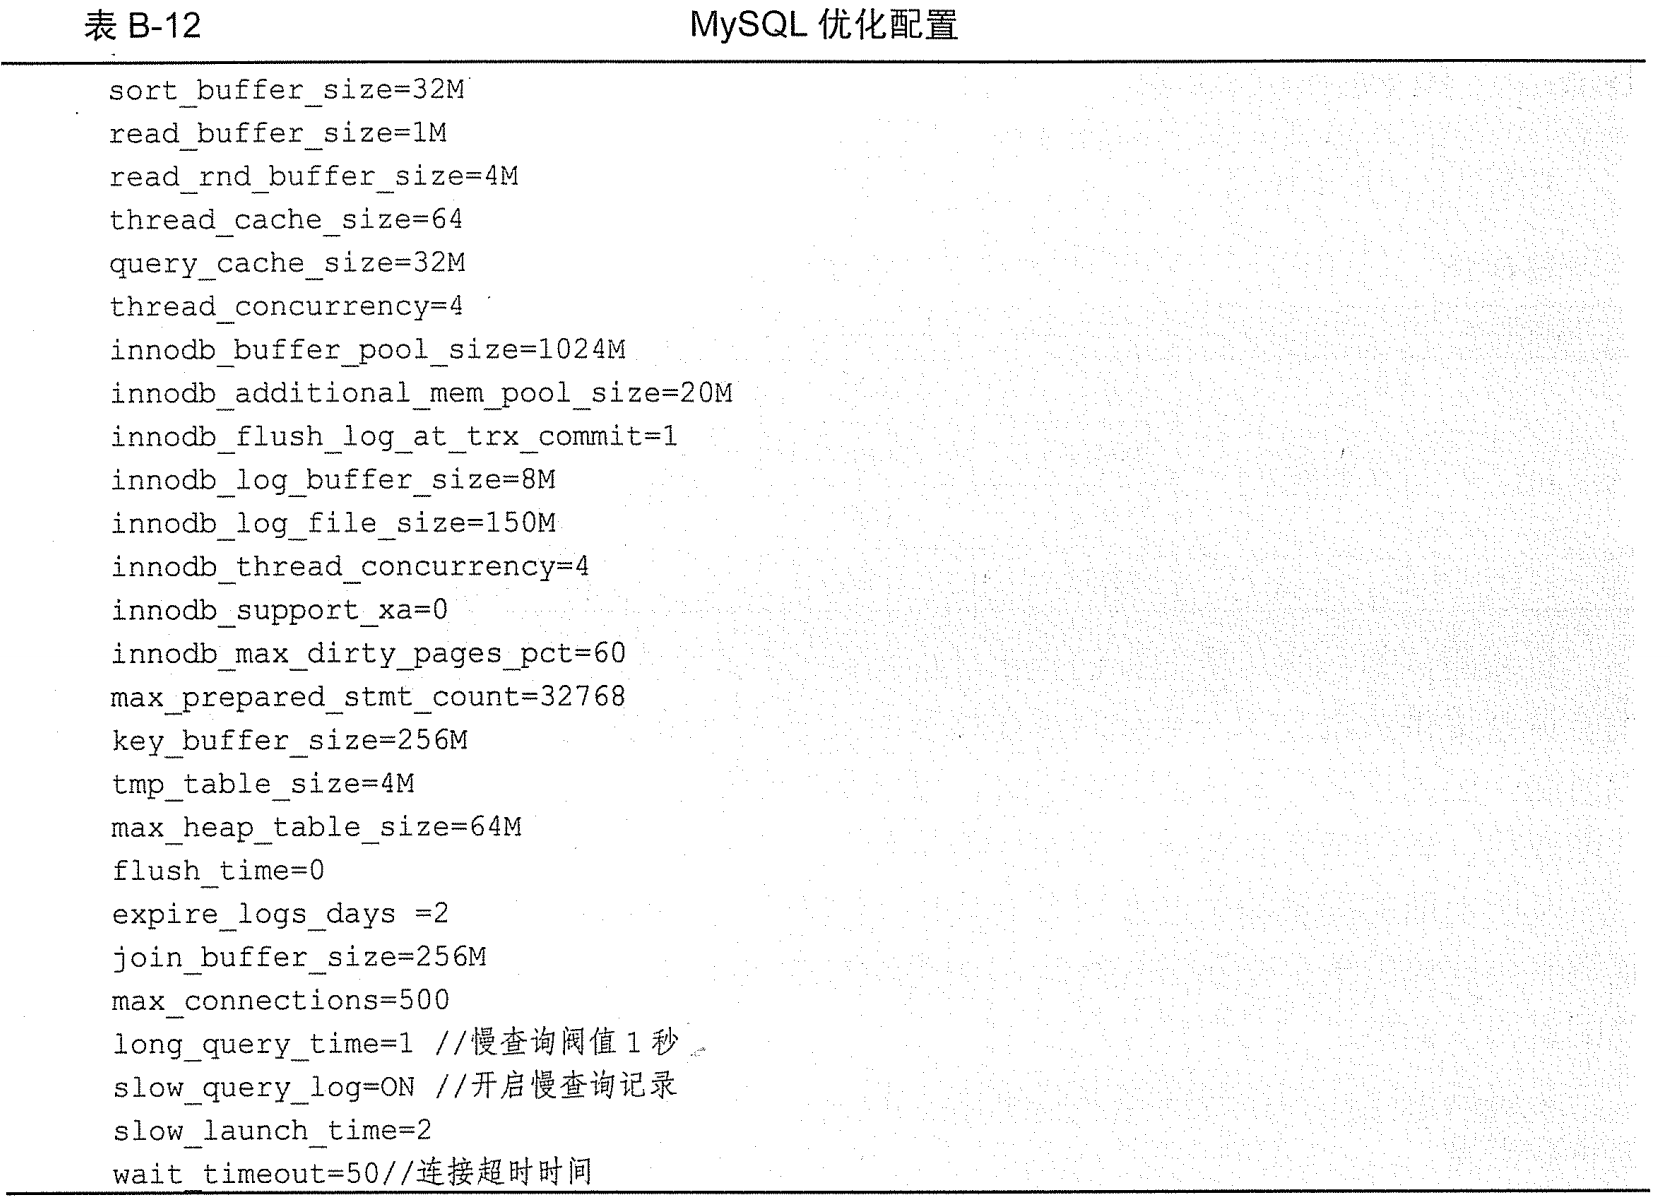 表 B-12 MySQL 优化配置
sort_buffer_size=32M
read_buffer_size=1M
read_rnd_buffer_size=4M
thread_cache_size=64
query_cache_size=32M
thread_concurrency=4
innodb_buffer_pool_size=1024M
innodb_additional_mem_pool_size=20M
innodb_flush_log_at_trx_commit=1
innodb_log_buffer_size=8M
innodb_log_file_size=150M
innodb_thread_concurrency=4
innodb_support_xa=0
innodb_max_dirty_pages_pct=60
max_prepared_stmt_count=32768
key_buffer_size=256M
tmp_table_size=4M
max_heap_table_size=64M
flush_time=0
expire_logs_days =2
join_buffer_size=256M
max_connections=500
long_query_time=1 //慢查询阀值 1 秒
slow_query_log=ON //开启慢查询记录
slow_launch_time=2
wait_timeout=50//连接超时时间